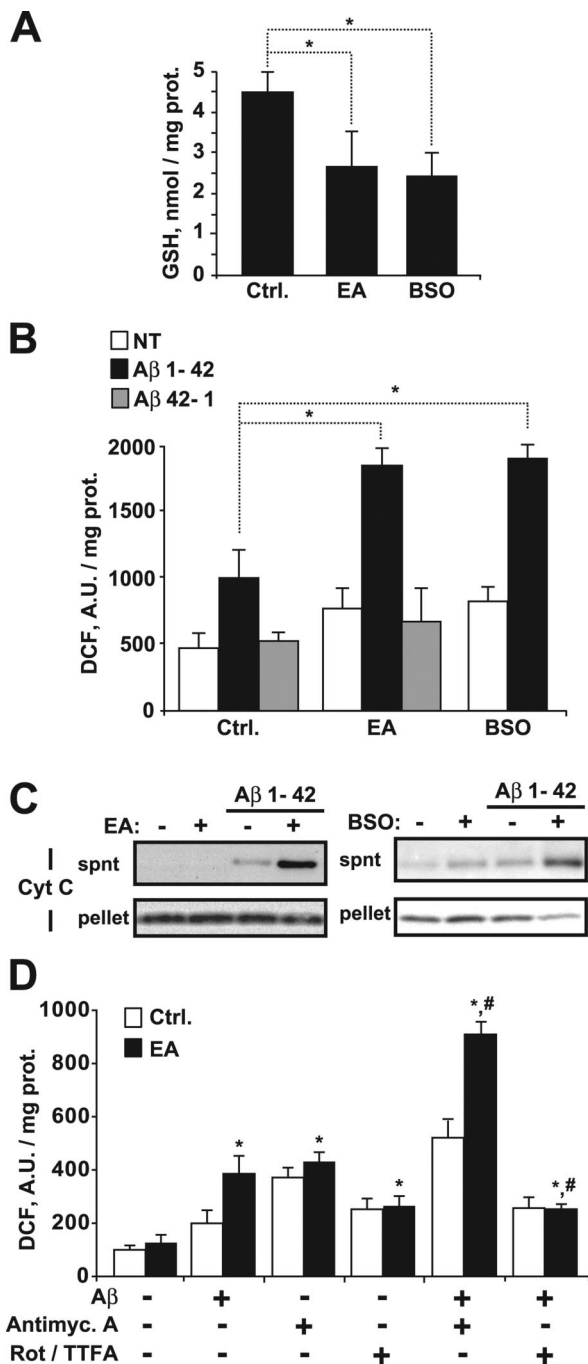 A
*
*
GSH, nmol / mg prot.
5
4
3
2
1
0
Ctrl. EA BSO
B
NT
Aβ 1- 42
Aβ 42- 1
*
*
DCF, A.U. / mg prot.
2000
1000
500
0
Ctrl. EA BSO
C
Aβ 1- 42
EA: - + - +
spnt
Cyt C
pellet
Aβ 1- 42
BSO: - + - +
spnt
pellet
D
Ctrl.
EA
DCF, A.U. / mg prot.
1000
800
600
400
200
0
* * * *,# *,#
Aβ - + - - + +
Antimyc. A - - + - + -
Rot / TTFA - - - + - +